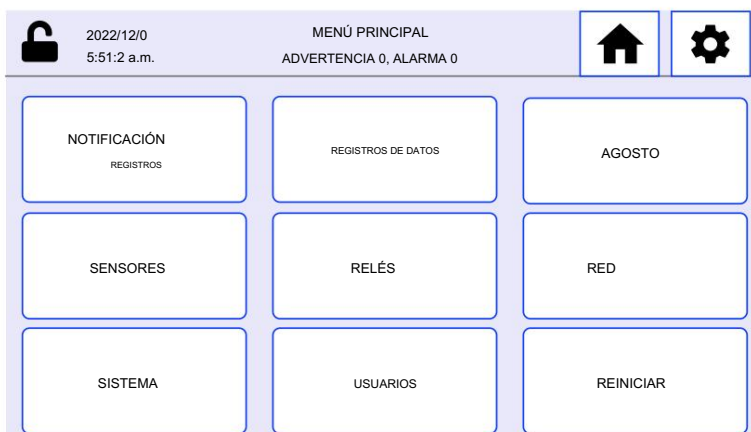 2022/12/0
5:51:2 a.m.
MENÚ PRINCIPAL
ADVERTENCIA 0, ALARMA 0
NOTIFICACIÓN
REGISTROS
REGISTROS DE DATOS
AGOSTO
SENSORES
RELÉS
RED
SISTEMA
USUARIOS
REINICIAR